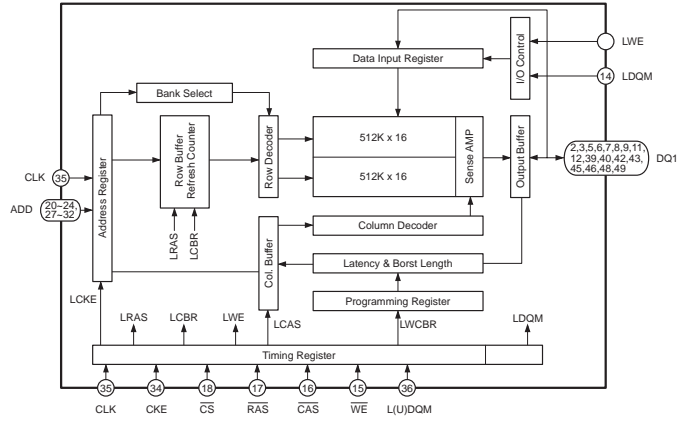 LWE
I/O Control
Data Input Register
14
LDQM
Bank Select
Address Register
Row Buffer
Refresh Counter
Row Decoder
512K x 16
512K x 16
Sense AMP
Output Buffer
2,3,5,6,7,8,9,11,
12,39,40,42,43,
45,46,48,49
DQ1
CLK
35
ADD
20~24,
27~32
LRAS
LCBR
Col. Buffer
Column Decoder
Latency & Borst Length
Programming Register
LCKE
LRAS
LCBR
LWE
LCAS
LWCBR
LDQM
Timing Register
35
34
18
17
16
15
36
CLK
CKE
CS
RAS
CAS
WE
L(U)DQM